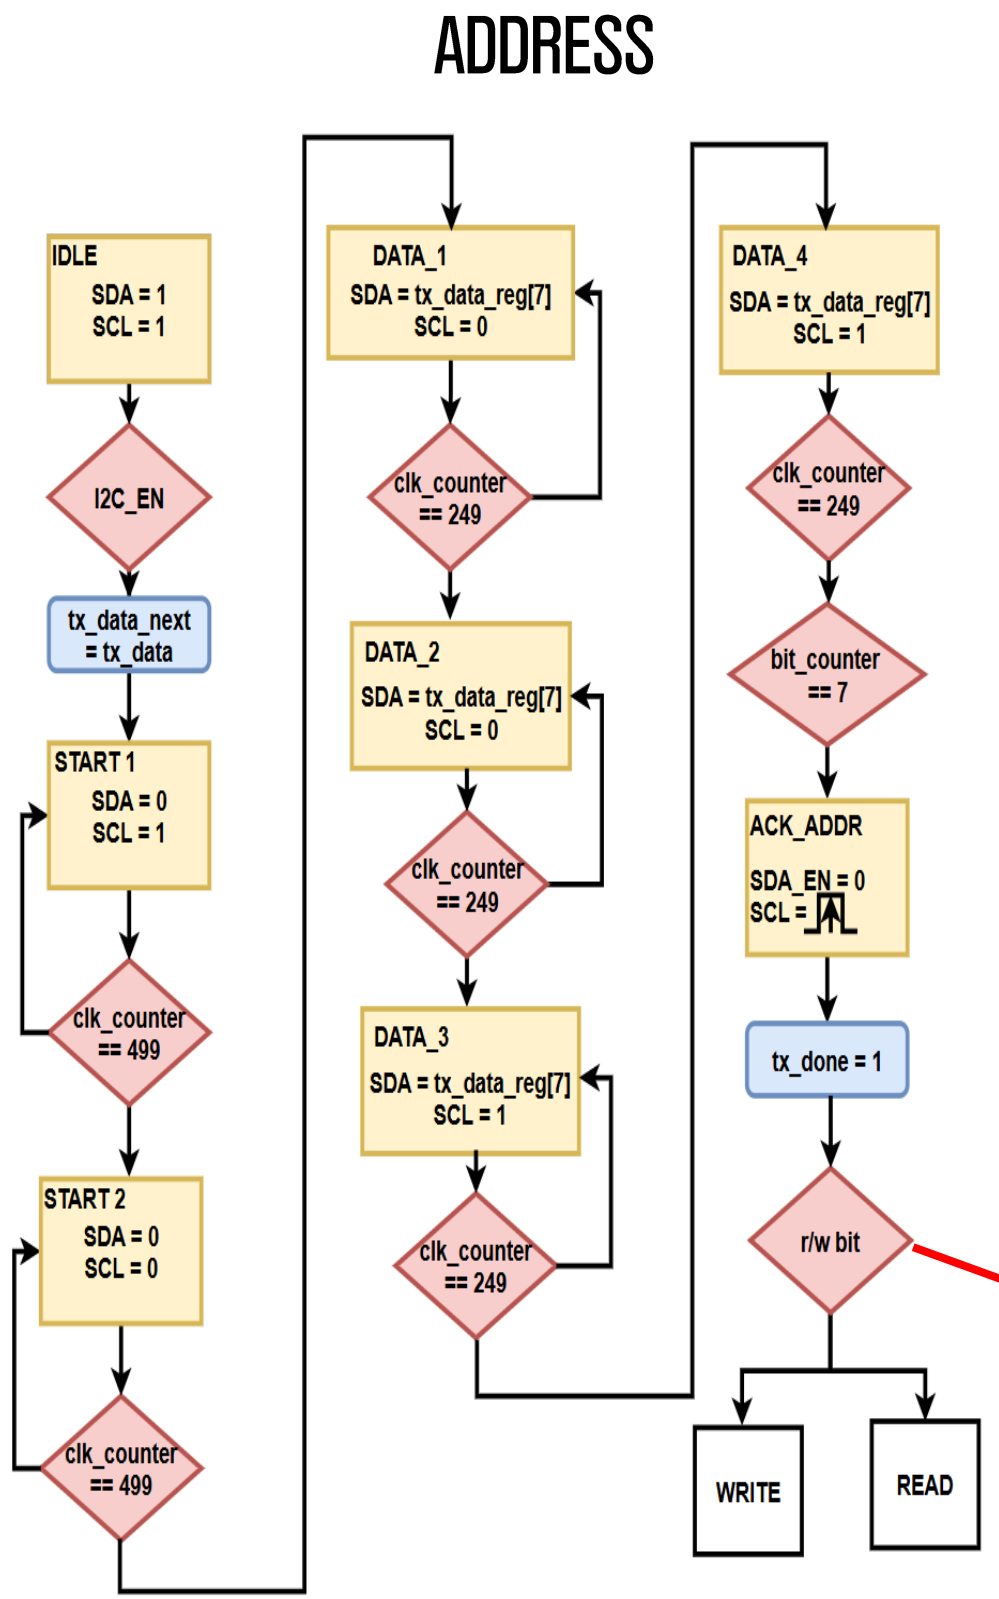 ADDRESS
IDLE
SDA = 1
SCL = 1
I2C_EN
tx_data_next
= tx_data
START 1
SDA = 0
SCL = 1
clk_counter
== 499
START 2
SDA = 0
SCL = 0
clk_counter
== 499
DATA_1
SDA = tx_data_reg[7]
SCL = 0
clk_counter
== 249
DATA_2
SDA = tx_data_reg[7]
SCL = 0
clk_counter
== 249
DATA_3
SDA = tx_data_reg[7]
SCL = 1
clk_counter
== 249
DATA_4
SDA = tx_data_reg[7]
SCL = 1
clk_counter
== 249
bit_counter
== 7
ACK_ADDR
SDA_EN = 0
SCL =
tx_done = 1
r/w bit
WRITE
READ